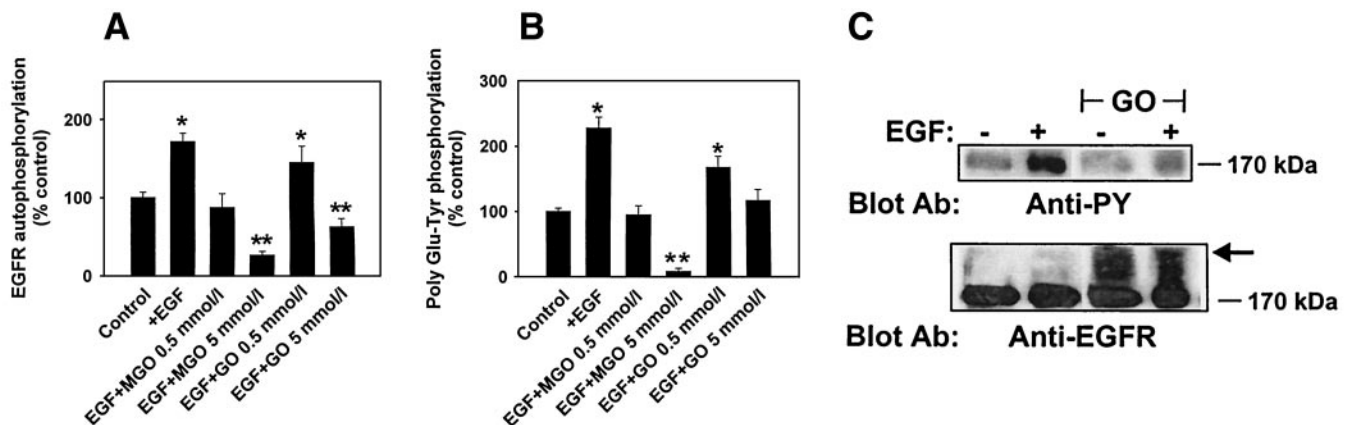 A
EGFR autophosphorylation
(% control)
200
100
0
*
*
**
**
Control
+EGF
EGF+MGO 0.5 mmol/l
EGF+MGO 5 mmol/l
EGF+GO 0.5 mmol/l
EGF+GO 5 mmol/l
B
Poly Glu-Tyr phosphorylation
(% control)
300
200
100
0
*
*
**
Control
+EGF
EGF+MGO 0.5 mmol/l
EGF+MGO 5 mmol/l
EGF+GO 0.5 mmol/l
EGF+GO 5 mmol/l
C
GO
EGF: - + - +
170 kDa
Blot Ab: Anti-PY
170 kDa
Blot Ab: Anti-EGFR